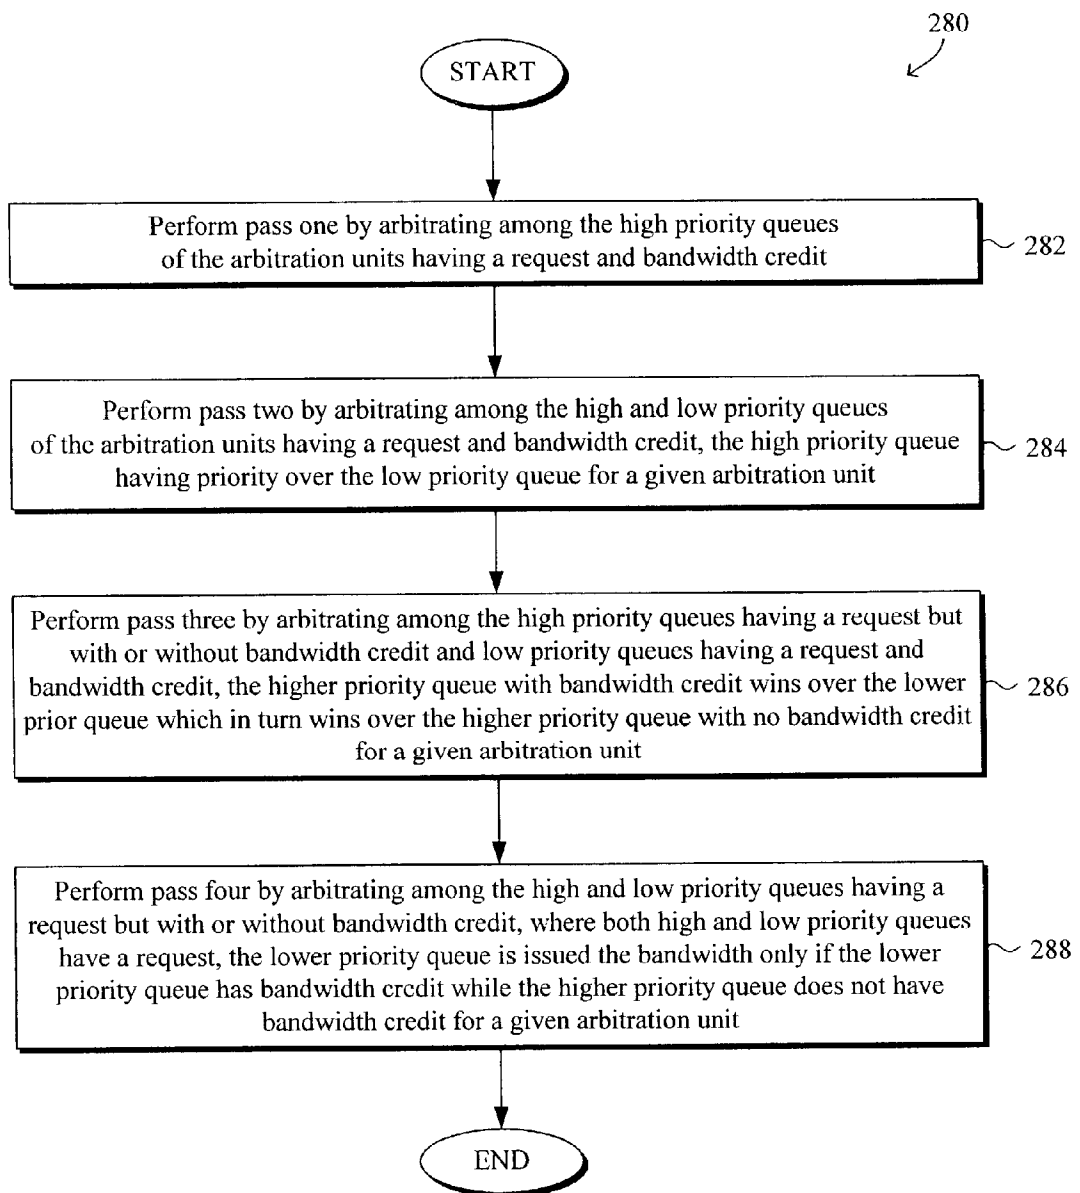 280
START
Perform pass one by arbitrating among the high priority queues
of the arbitration units having a request and bandwidth credit
282
Perform pass two by arbitrating among the high and low priority queues
of the arbitration units having a request and bandwidth credit, the high priority queue
having priority over the low priority queue for a given arbitration unit
284
Perform pass three by arbitrating among the high priority queues having a request but
with or without bandwidth credit and low priority queues having a request and
bandwidth credit, the higher priority queue with bandwidth credit wins over the lower
prior queue which in turn wins over the higher priority queue with no bandwidth credit
for a given arbitration unit
286
Perform pass four by arbitrating among the high and low priority queues having a
request but with or without bandwidth credit, where both high and low priority queues
have a request, the lower priority queue is issued the bandwidth only if the lower
priority queue has bandwidth credit while the higher priority queue does not have
bandwidth credit for a given arbitration unit
288
END